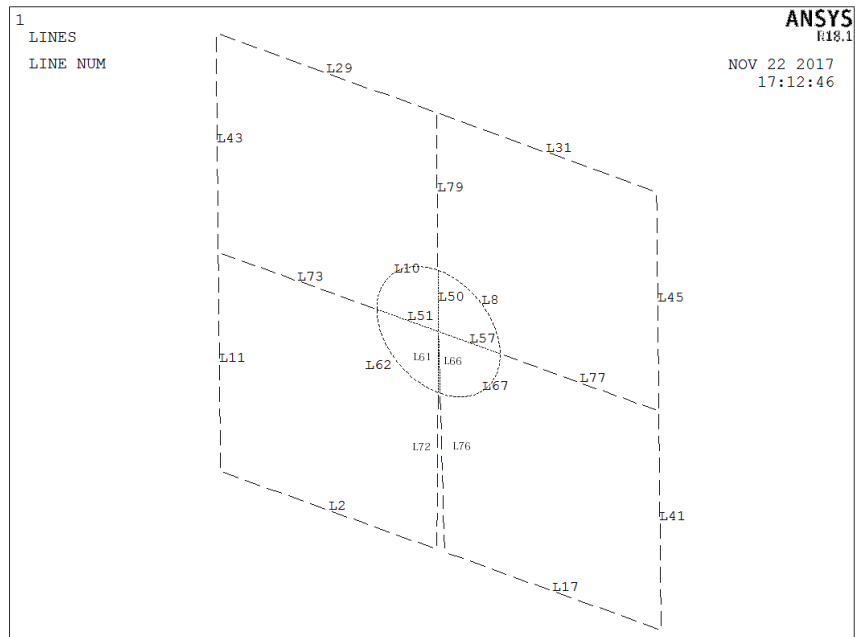 1
ANSYS
R18.1
LINES
LINE NUM
NOV 22 2017
17:12:46
L29
L43
L31
L79
L10
L73
L50
L8
L45
L51
L57
L11
L62
L61
L66
L67
L77
L72
L76
L2
L41
L17